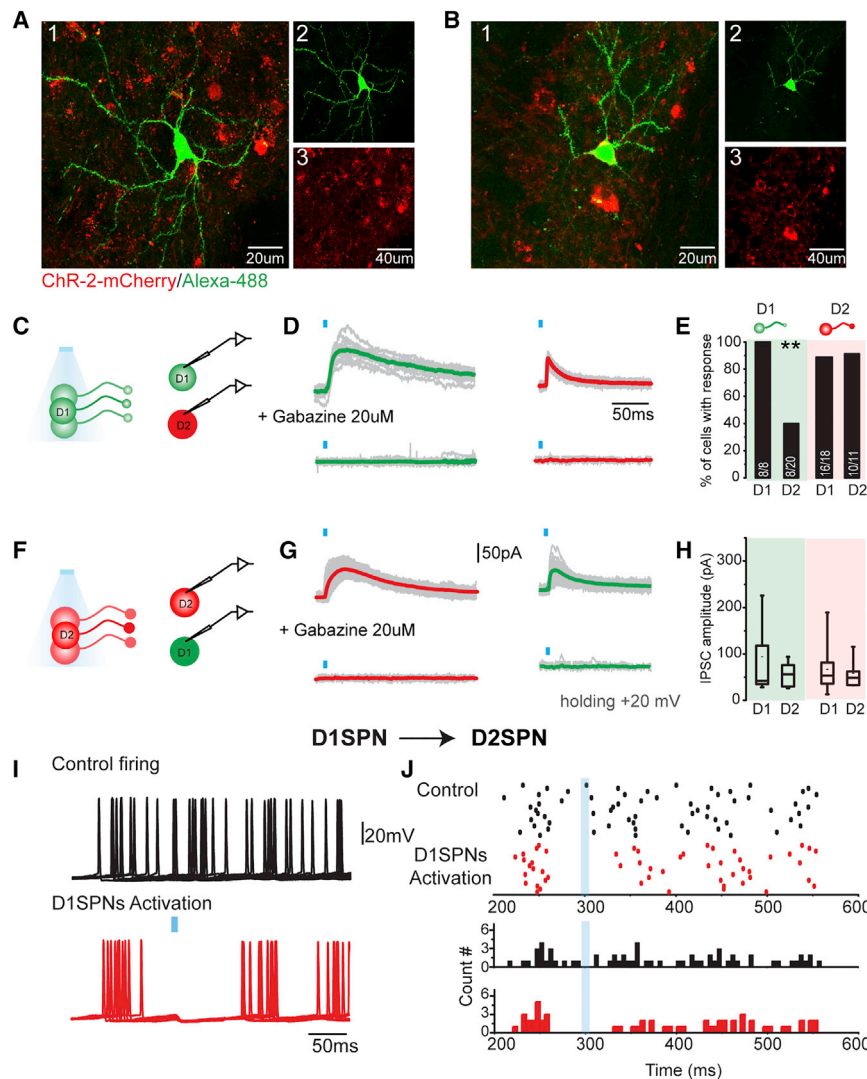 A
1
2
3
20um
40um
B
1
2
3
20um
40um
ChR-2-mCherry/Alexa-488
C
D1
D1
D2
D
+ Gabazine 20uM
50ms
E
D1
D2
**
% of cells with response
100
80
60
40
20
0
8/8
8/20
16/18
10/11
D1
D2
D1
D2
F
D2
D2
D1
G
50pA
+ Gabazine 20uM
holding +20 mV
H
IPSC amplitude (pA)
350
200
100
50
0
D1
D2
D1
D2
D1SPN
D2SPN
I
Control firing
20mV
D1SPNs Activation
50ms
J
Control
D1SPNs
Activation
200
300
400
500
600
Count #
6
3
0
6
3
0
200
300
400
500
600
Time (ms)